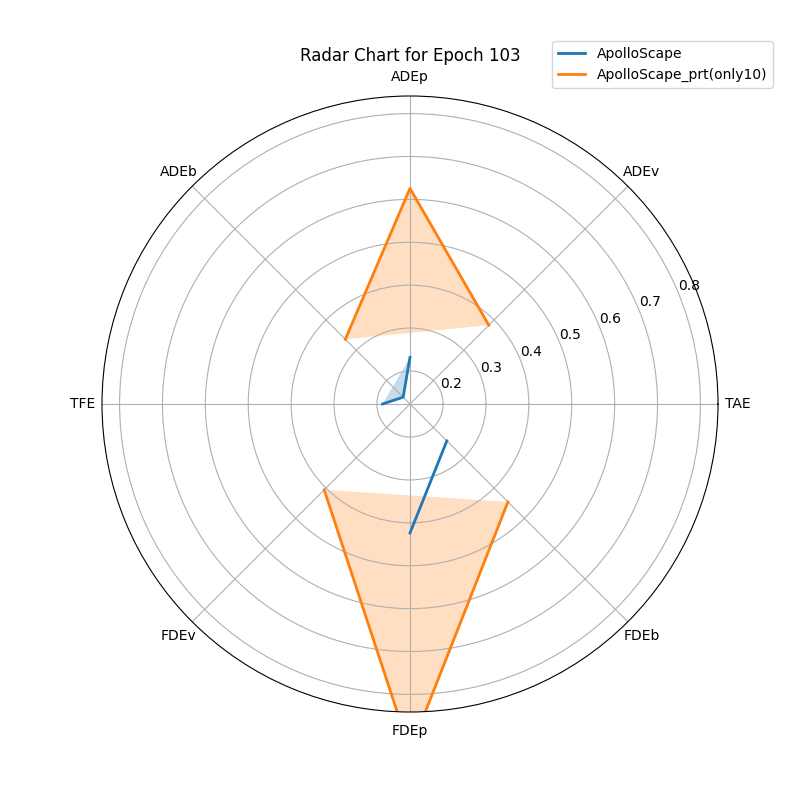 Radar Chart for Epoch 103
ApolloScape
ApolloScape_prt(only10)
ADEp
ADEb
ADEv
0.8
0.7
0.6
0.5
0.4
0.3
0.2
TFE
TAE
FDEv
FDEb
FDEp